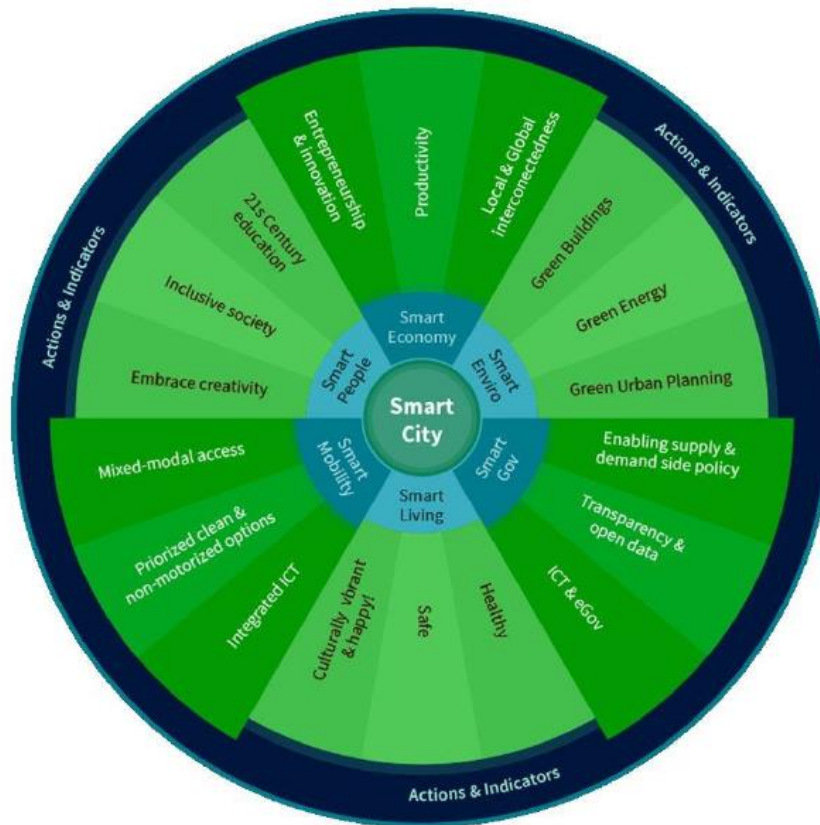 Actions & Indicators
Actions & Indicators
Actions & Indicators
Entrepreneurship
& innovation
Productivity
Local & Global
interconectedness
Green Buildings
Green Energy
Green Urban Planning
Enabling supply &
demand side policy
Transparency &
open data
ICT & eGov
Healthy
Safe
Culturally vibrant
& happy!
Integrated ICT
Priorized clean &
non-motorized options
Mixed-modal access
Embrace creativity
Inclusive society
21s Century
education
Smart
Economy
Smart
Enviro
Smart
Gov
Smart
Living
Smart
Mobility
Smart
People
Smart
City